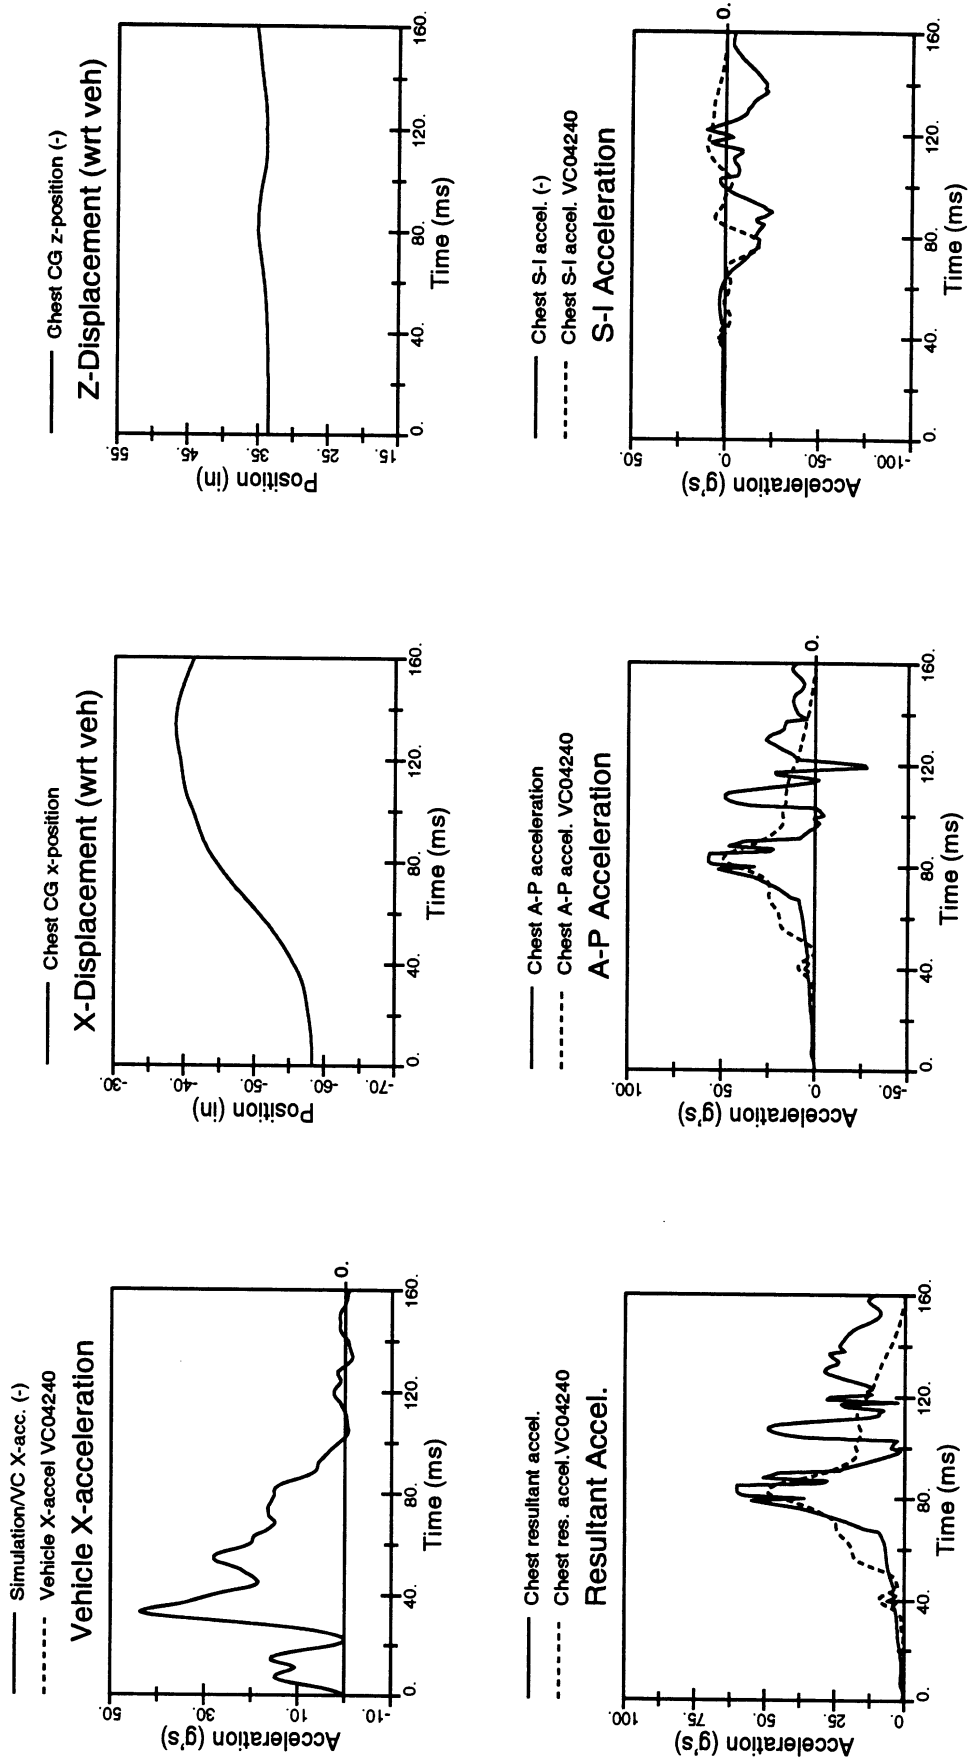 Simulation/VC X-acc. (-)
Vehicle X-accel VC04240
Vehicle X-acceleration
Acceleration (g's)
50.
30.
10.
-10.
0.
0.
40.
80.
120.
160.
Time (ms)
Chest CG x-position
X-Displacement (wrt veh)
Position (in)
-30.
-40.
-50.
-60.
-70.
0.
40.
80.
120.
160.
Time (ms)
Chest CG z-position (-)
Z-Displacement (wrt veh)
Position (in)
55.
45.
35.
25.
15.
0.
40.
80.
120.
160.
Time (ms)
Chest resultant accel.
Chest res. accel.VC04240
Resultant Accel.
Acceleration (g's)
100.
75.
50.
25
0
0.
40.
80.
120.
160.
Time (ms)
Chest A-P acceleration
Chest A-P accel. VC04240
A-P Acceleration
Acceleration (g's)
100.
50.
0.
-50.
0.
0.
40.
80.
120.
160.
Time (ms)
Chest S-I accel. (-)
Chest S-I accel. VC04240
S-I Acceleration
Acceleration (g's)
50.
0.
-50.
-100.
0.
0.
40.
80.
120.
160.
Time (ms)